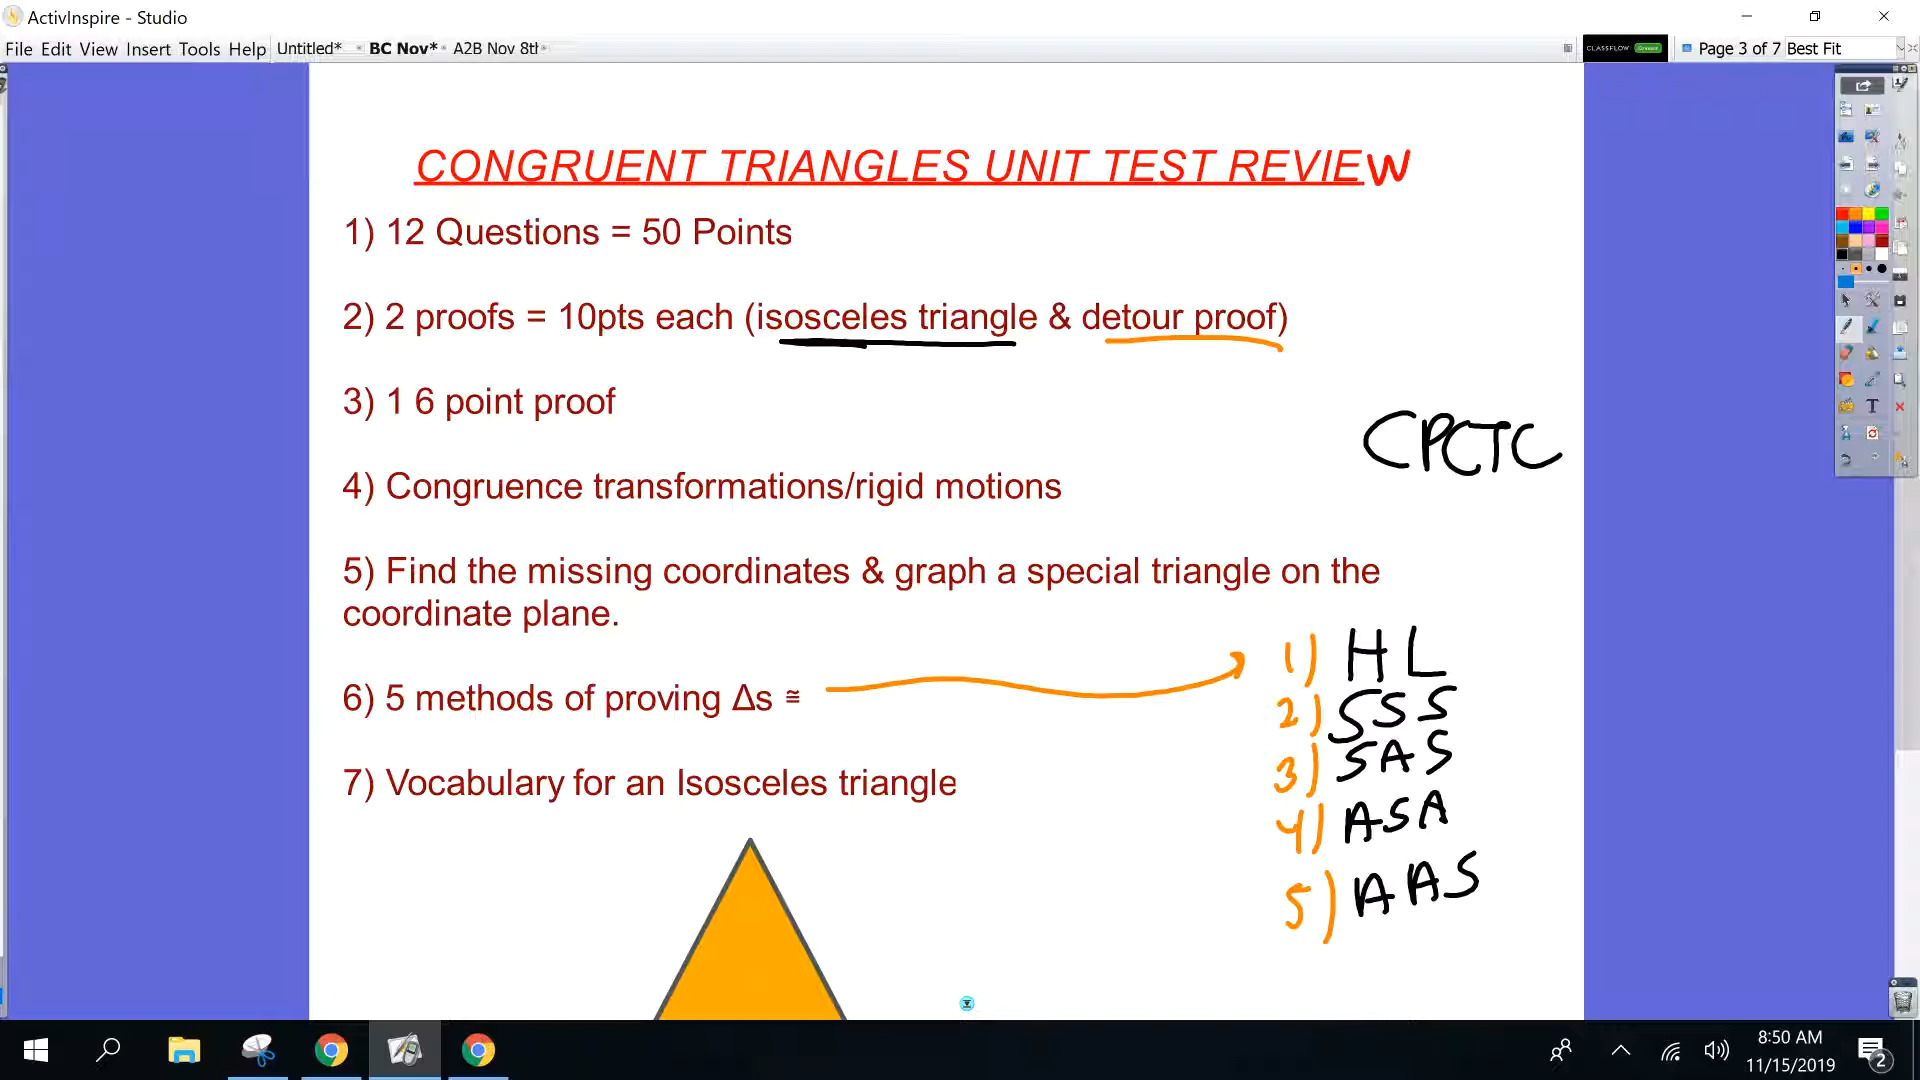 ActivInspire - Studio
File Edit View Insert Tools Help Untitled* BC Nov* A2B Nov 8th CLASSFLOW Connect Page 3 of 7 Best Fit
CONGRUENT TRIANGLES UNIT TEST REVIEW
1) 12 Questions = 50 Points
2) 2 proofs = 10pts each (isosceles triangle & detour proof)
3) 1 6 point proof
CPCTC
4) Congruence transformations/rigid motions
5) Find the missing coordinates & graph a special triangle on the
coordinate plane.
6) 5 methods of proving Δs ≅
1) HL
2) SSS
3) SAS
4) ASA
5) AAS
7) Vocabulary for an Isosceles triangle
8:50 AM
11/15/2019
2